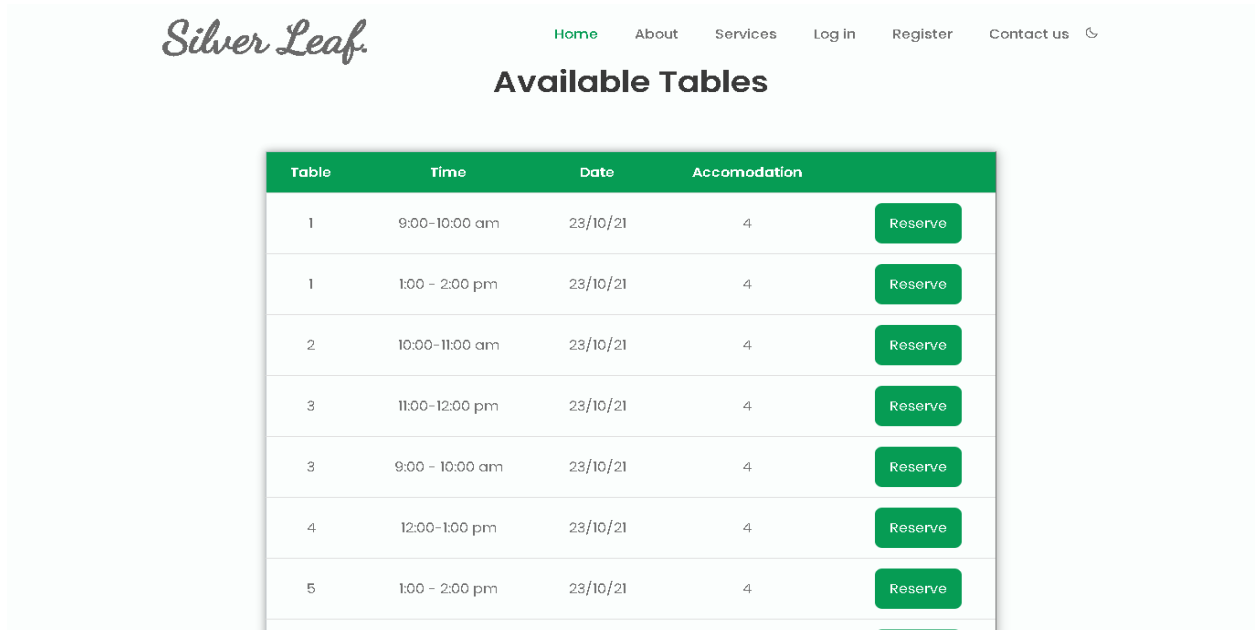 Silver Leaf. Home About Services Log in Register Contact us
Available Tables
Table Time Date Accomodation
1 9:00-10:00 am 23/10/21 4 Reserve
1 1:00 - 2:00 pm 23/10/21 4 Reserve
2 10:00-11:00 am 23/10/21 4 Reserve
3 11:00-12:00 pm 23/10/21 4 Reserve
3 9:00 - 10:00 am 23/10/21 4 Reserve
4 12:00-1:00 pm 23/10/21 4 Reserve
5 1:00 - 2:00 pm 23/10/21 4 Reserve